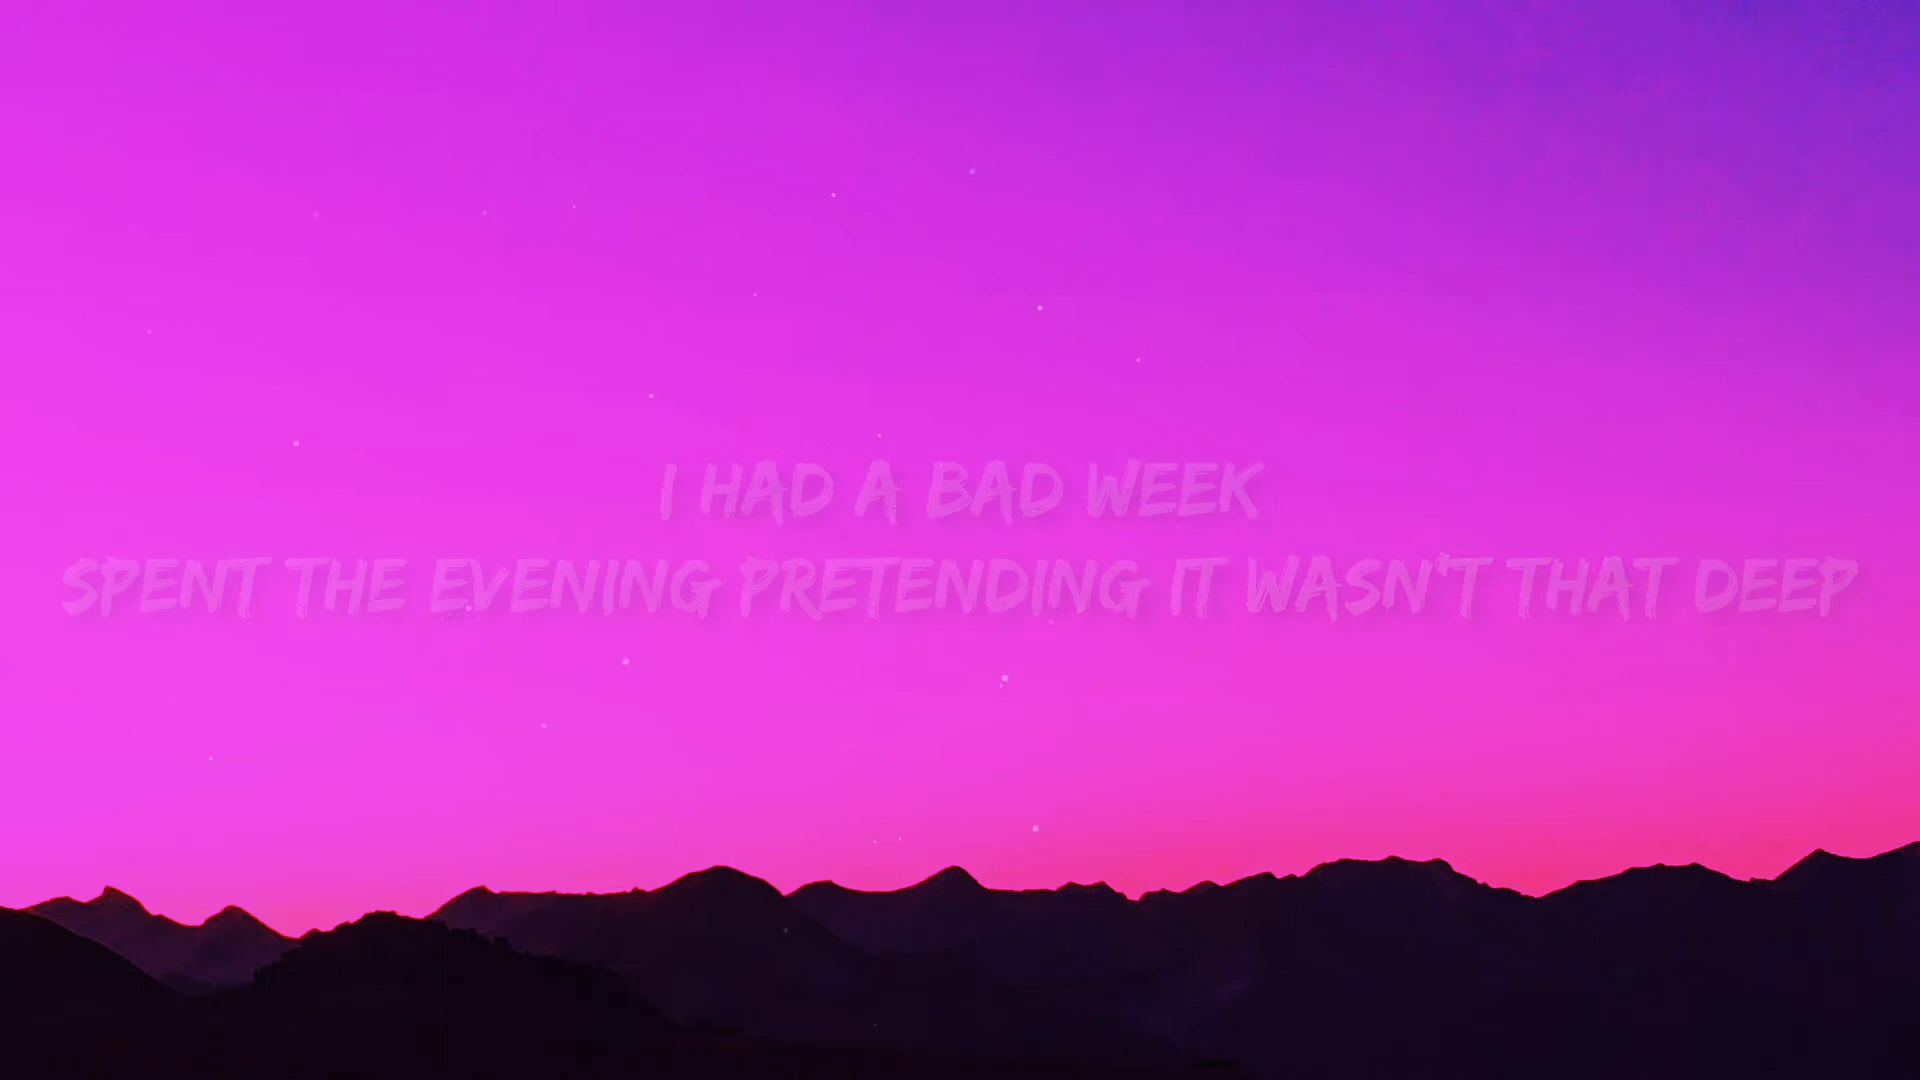 I HAD A BAD WEEK
SPENT THE EVENING PRETENDING IT WASN'T THAT DEEP